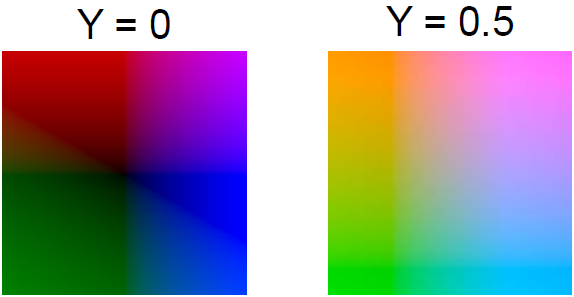 Y = 0
Y = 0.5